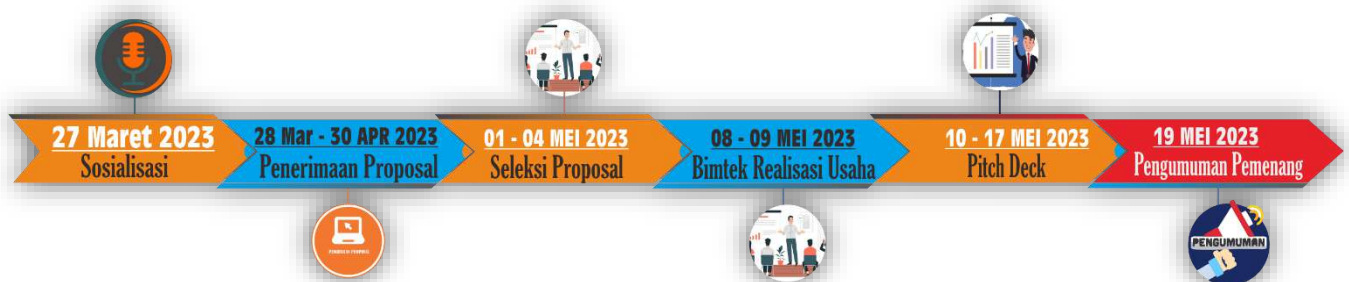 27 Maret 2023
Sosialisasi
28 Mar - 30 APR 2023
Penerimaan Proposal
01 - 04 MEI 2023
Seleksi Proposal
08 - 09 MEI 2023
Bimtek Realisasi Usaha
10 - 17 MEI 2023
Pitch Deck
19 MEI 2023
Pengumuman Pemenang
PENGUMUMAN